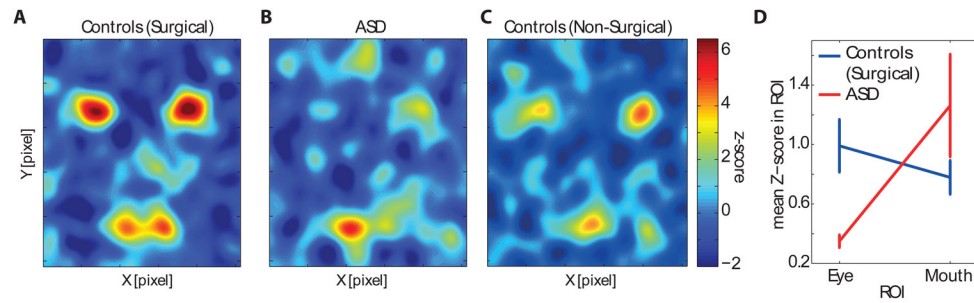 A
Controls (Surgical)
Y [pixel]
X [pixel]
B
ASD
X [pixel]
C
Controls (Non-Surgical)
X [pixel]
6
4
2
0
−2
z-score
D
Controls
(Surgical)
ASD
mean Z−score in ROI
1.4
1.0
0.6
0.2
Eye
Mouth
ROI